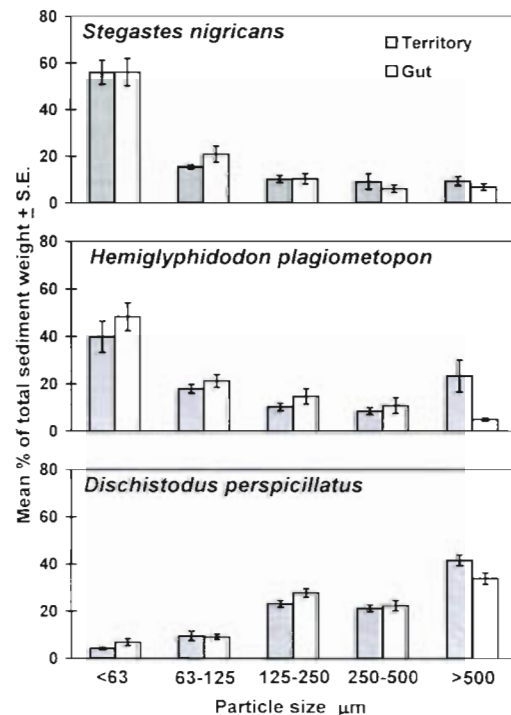 Mean % of total sediment weight ± S.E.
80
60
40
20
0
Stegastes nigricans
Territory
Gut
80
60
40
20
0
Hemiglyphidodon plagiometopon
80
60
40
20
0
Dischistodus perspicillatus
<63 63-125 125-250 250-500 >500
Particle size μm